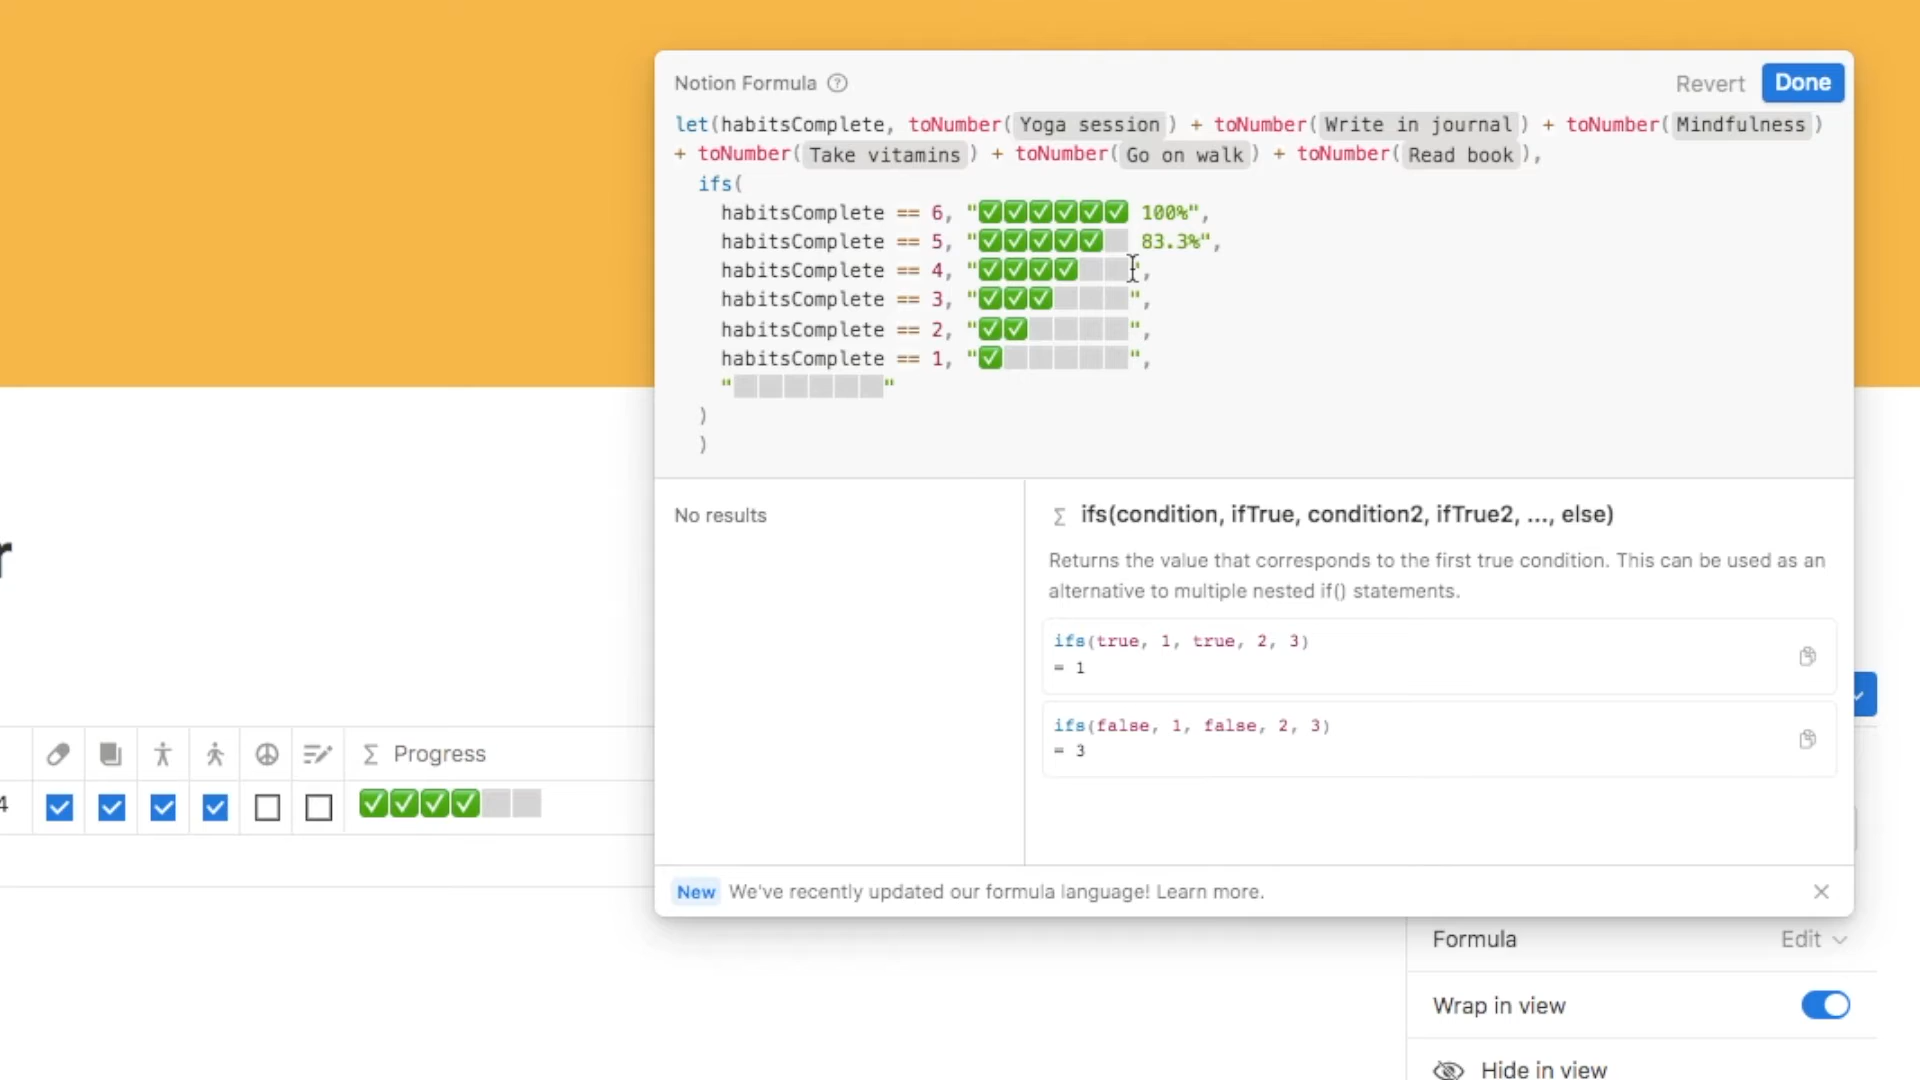 Notion Formula ?
Revert
Done
let(habitsComplete, toNumber( Yoga session ) + toNumber( Write in journal ) + toNumber( Mindfulness )
+ toNumber( Take vitamins ) + toNumber( Go on walk ) + toNumber( Read book ),
ifs(
habitsComplete == 6, "✅✅✅✅✅✅ 100%",
habitsComplete == 5, "✅✅✅✅✅⬜ 83.3%",
habitsComplete == 4, "✅✅✅✅⬜⬜",
habitsComplete == 3, "✅✅✅⬜⬜⬜",
habitsComplete == 2, "✅✅⬜⬜⬜⬜",
habitsComplete == 1, "✅⬜⬜⬜⬜⬜",
"⬜⬜⬜⬜⬜⬜"
)
)
No results
Σ ifs(condition, ifTrue, condition2, ifTrue2, ..., else)
Returns the value that corresponds to the first true condition. This can be used as an
alternative to multiple nested if() statements.
ifs(true, 1, true, 2, 3)
= 1
ifs(false, 1, false, 2, 3)
= 3
New We've recently updated our formula language! Learn more.
r
Σ Progress
4 ✅✅✅✅⬜⬜
Formula
Edit
Wrap in view
Hide in view